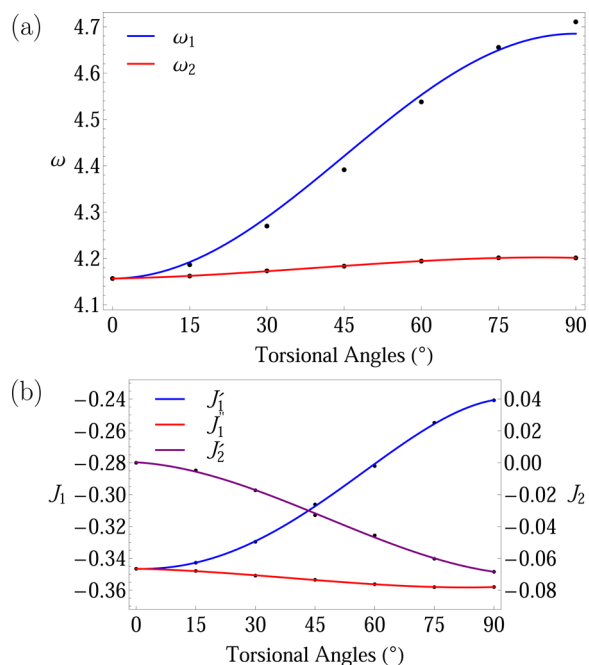 (a)
4.7
4.6
4.5
4.4
4.3
4.2
4.1
ω
ω₁
ω₂
0 15 30 45 60 75 90
Torsional Angles (°)
(b)
−0.24
−0.26
−0.28
−0.30
−0.32
−0.34
−0.36
J₁
J₁′
J₁″
J₂′
0.04
0.02
0.00
−0.02
−0.04
−0.06
−0.08
J₂
0 15 30 45 60 75 90
Torsional Angles (°)